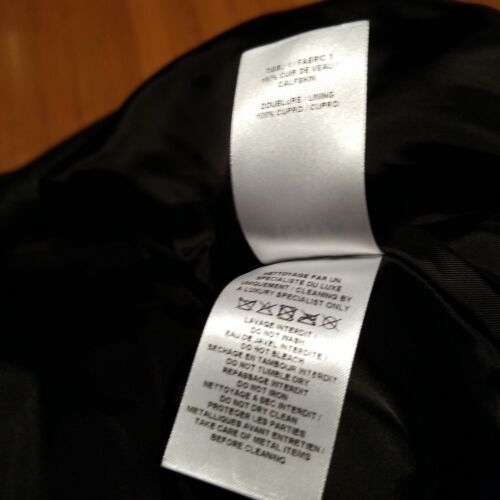 TISSU 1 / FABRIC 1
100% CUIR DE VEAU /
CALFSKIN
DOUBLURE / LINING
100% CUPRO / CUPRO
NETTOYAGE PAR UN
SPECIALISTE DU LUXE
UNIQUEMENT / CLEANING BY
A LUXURY SPECIALIST ONLY
LAVAGE INTERDIT /
DO NOT WASH
EAU DE JAVEL INTERDITE /
DO NOT BLEACH
SECHAGE EN TAMBOUR INTERDIT
DO NOT TUMBLE DRY
REPASSAGE INTERDIT
DO NOT IRON
NETTOYAGE A SEC INTERDIT /
DO NOT DRY CLEAN
PROTEGER LES PARTIES
METALLIQUES AVANT ENTRETIEN /
TAKE CARE OF METAL ITEMS
BEFORE CLEANING